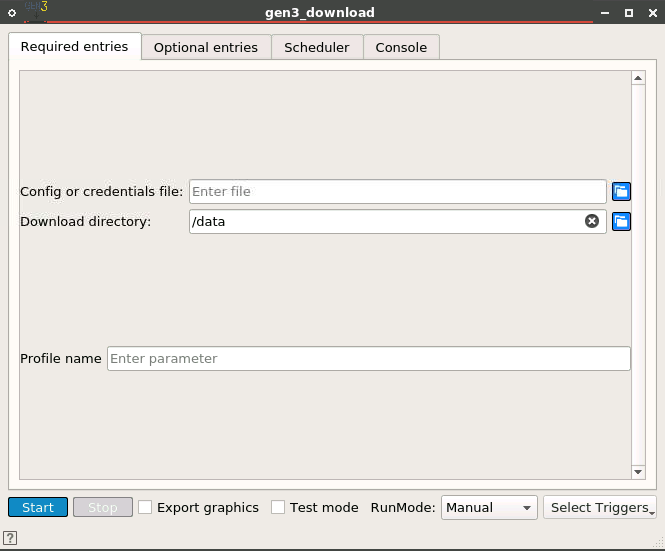 gen3_download
Required entries Optional entries Scheduler Console
Config or credentials file: Enter file
Download directory: /data
Profile name Enter parameter
Start Stop Export graphics Test mode RunMode: Manual Select Triggers
?